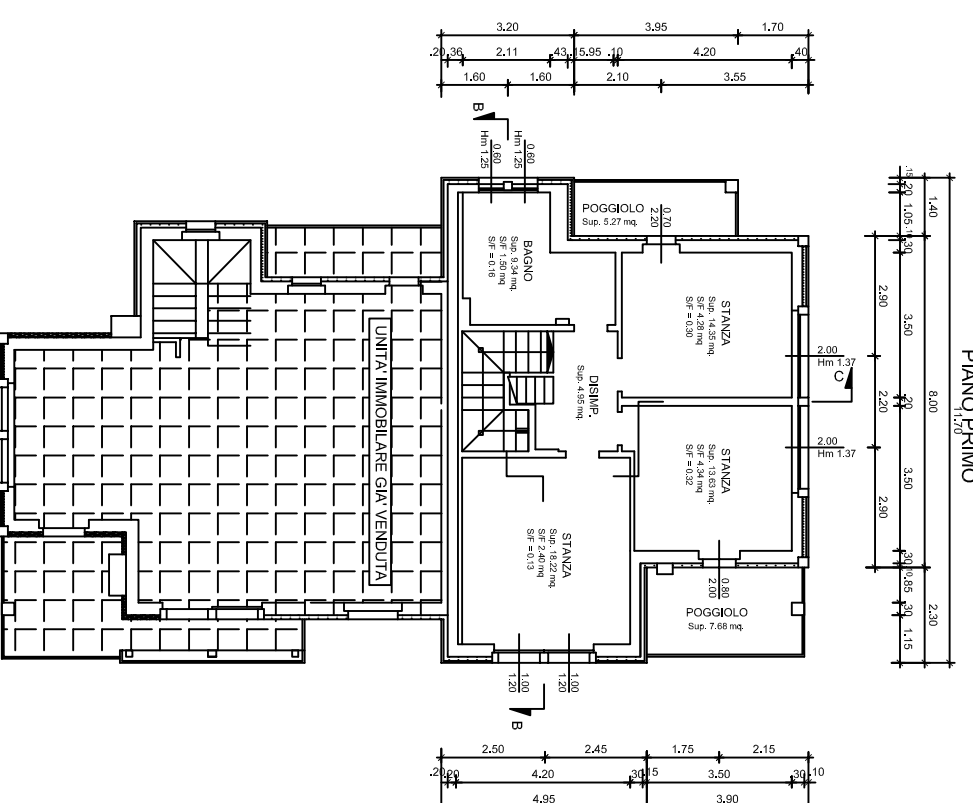 3.20
3.95
1.70
.20
.36
2.11
.43
.15
.95
.10
4.20
.40
1.60
1.60
2.10
3.55
B
Hm 1.25
0.60
Hm 1.25
0.60
POGGIOLO
Sup. 5.27 mq.
0.70
2.20
BAGNO
Sup. 9.34 mq.
S/F 1.50 mq
S/F = 0.16
STANZA
Sup. 14.35 mq.
S/F 4.28 mq
S/F = 0.30
2.00
Hm 1.37
C
DISIMP.
Sup. 4.95 mq.
2.00
Hm 1.37
STANZA
Sup. 13.63 mq.
S/F 4.34 mq
S/F = 0.32
STANZA
Sup. 18.22 mq.
S/F 2.40 mq
S/F = 0.13
0.80
2.00
POGGIOLO
Sup. 7.68 mq.
1.00
1.20
1.00
1.20
B
UNITA' IMMOBILARE GIA' VENDUTA
PIANO PRIMO
11.70
1.40
8.00
2.30
.15
.20
1.05
.30
3.50
.20
3.50
.30
.85
.30
1.15
2.90
2.20
2.90
2.50
2.45
1.75
2.15
.20
4.20
.30
.15
3.50
.30
.10
4.95
3.90